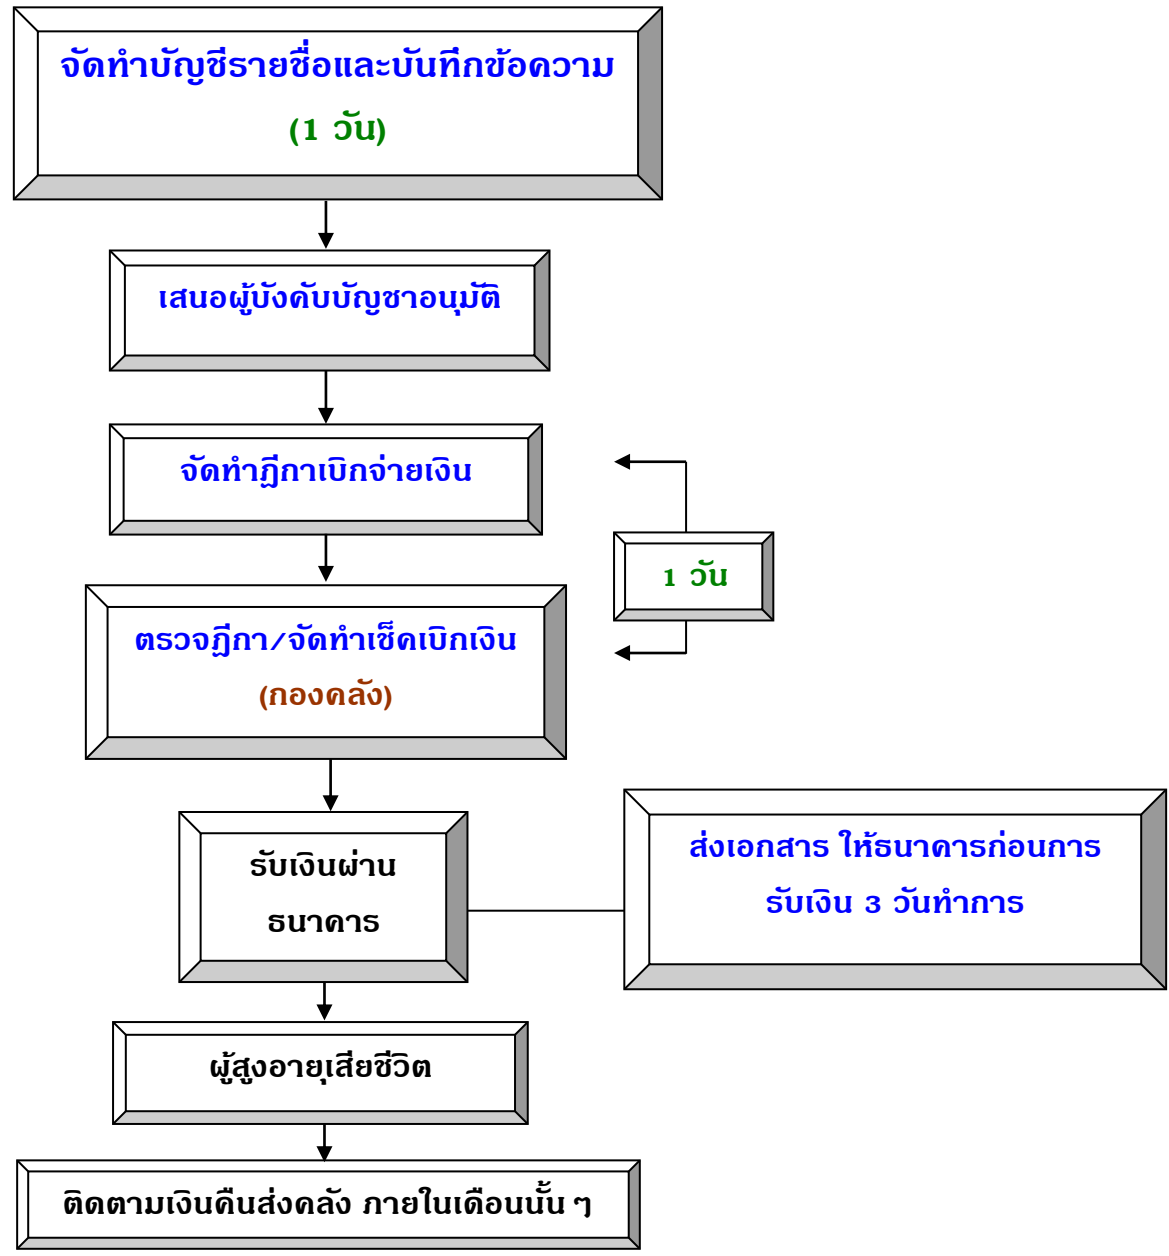 จัดทำบัญชีรายชื่อและบันทึกข้อความ
(1 วัน)
เสนอผู้บังคับบัญชาอนุมัติ
จัดทำฎีกาเบิกจ่ายเงิน
1 วัน
ตรวจฎีกา/จัดทำเช็คเบิกเงิน
(กองคลัง)
รับเงินผ่าน
ธนาคาร
ส่งเอกสาร ให้ธนาคารก่อนการ
รับเงิน 3 วันทำการ
ผู้สูงอายุเสียชีวิต
ติดตามเงินคืนส่งคลัง ภายในเดือนนั้น ๆ